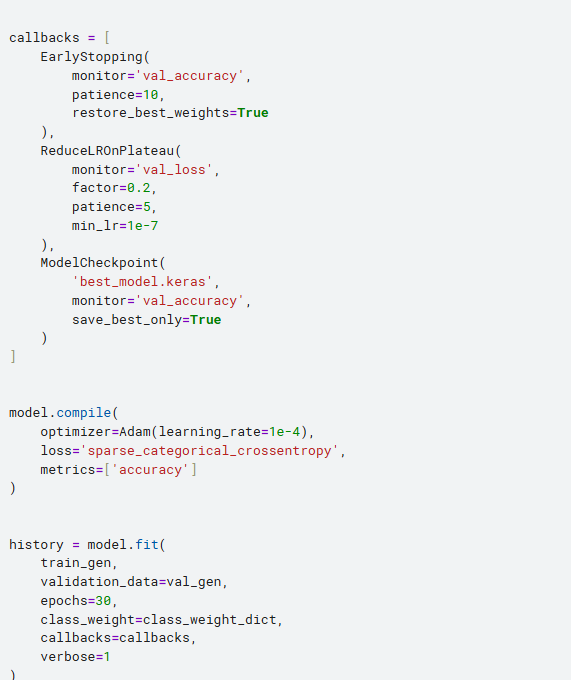 callbacks = [
    EarlyStopping(
        monitor='val_accuracy',
        patience=10,
        restore_best_weights=True
    ),
    ReduceLROnPlateau(
        monitor='val_loss',
        factor=0.2,
        patience=5,
        min_lr=1e-7
    ),
    ModelCheckpoint(
        'best_model.keras',
        monitor='val_accuracy',
        save_best_only=True
    )
]
model.compile(
    optimizer=Adam(learning_rate=1e-4),
    loss='sparse_categorical_crossentropy',
    metrics=['accuracy']
)
history = model.fit(
    train_gen,
    validation_data=val_gen,
    epochs=30,
    class_weight=class_weight_dict,
    callbacks=callbacks,
    verbose=1
)